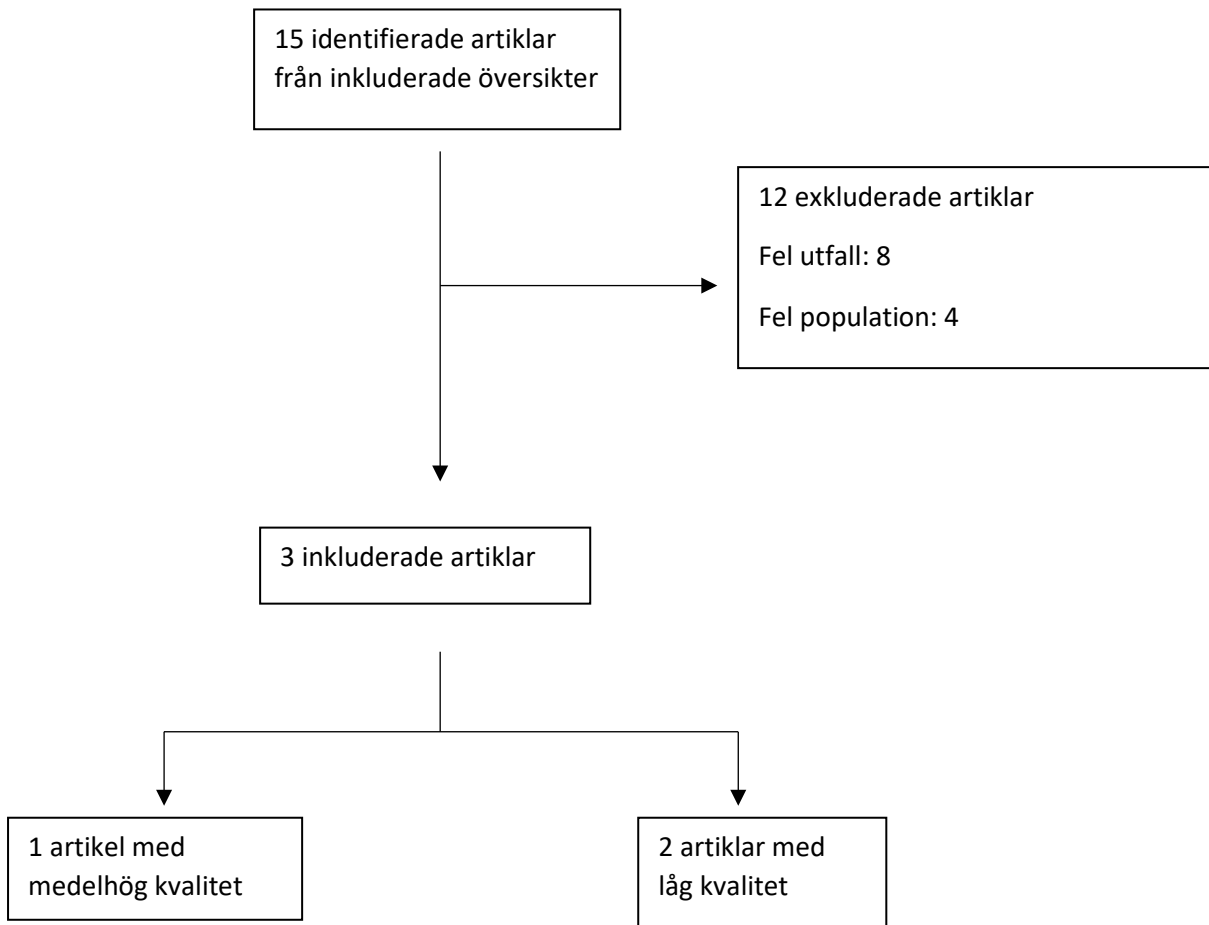 15 identifierade artiklar
från inkluderade översikter
12 exkluderade artiklar
Fel utfall: 8
Fel population: 4
3 inkluderade artiklar
1 artikel med
medelhög kvalitet
2 artiklar med
låg kvalitet